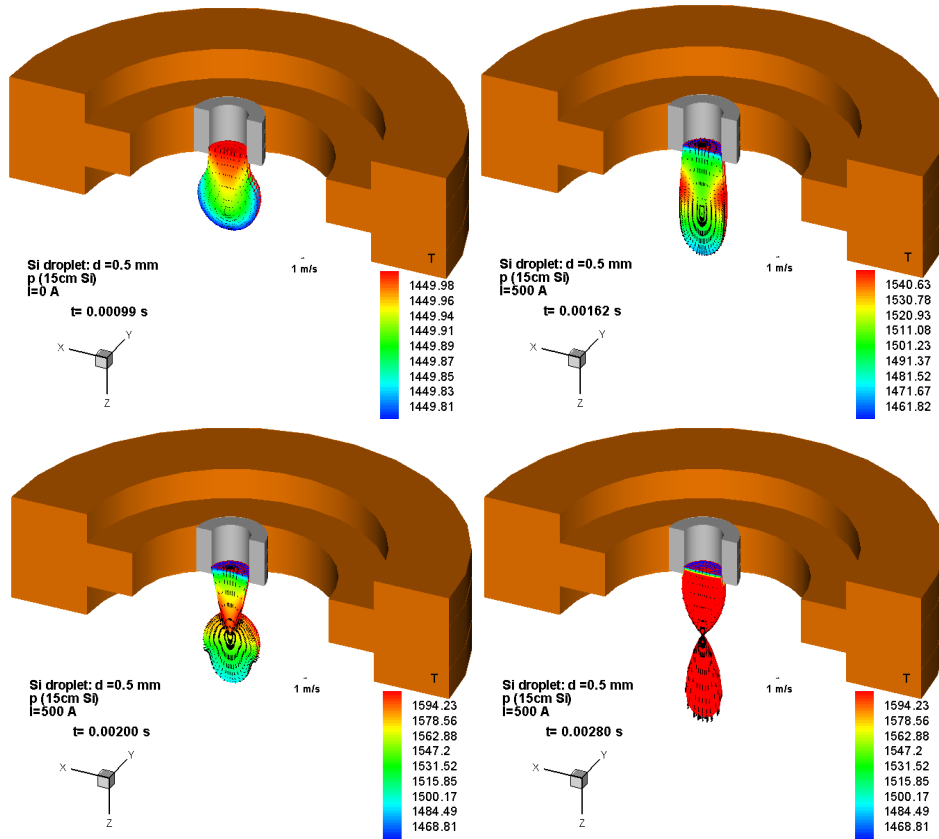 T
Si droplet: d =0.5 mm
p (15cm Si)
I=0 A
1 m/s
t= 0.00099 s
1449.98
1449.96
1449.94
1449.91
1449.89
1449.87
1449.85
1449.83
1449.81
X
Y
Z
T
Si droplet: d =0.5 mm
p (15cm Si)
I=500 A
1 m/s
t= 0.00162 s
1540.63
1530.78
1520.93
1511.08
1501.23
1491.37
1481.52
1471.67
1461.82
X
Y
Z
T
Si droplet: d =0.5 mm
p (15cm Si)
I=500 A
1 m/s
t= 0.00200 s
1594.23
1578.56
1562.88
1547.2
1531.52
1515.85
1500.17
1484.49
1468.81
X
Y
Z
T
Si droplet: d =0.5 mm
p (15cm Si)
I=500 A
1 m/s
t= 0.00280 s
1594.23
1578.56
1562.88
1547.2
1531.52
1515.85
1500.17
1484.49
1468.81
X
Y
Z